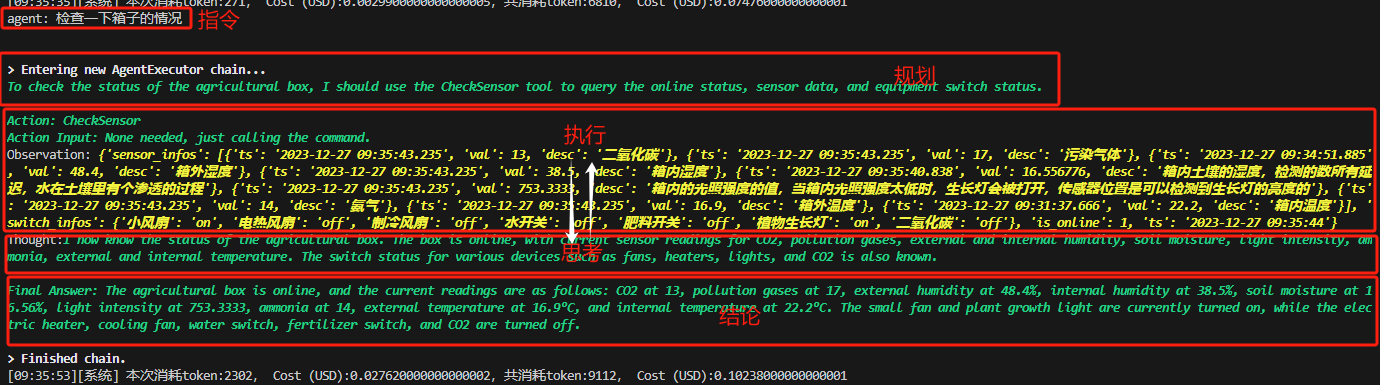 [09:35:35][系统] 本次消耗token:271,  Cost (USD):0.0029900000000000005, 共消耗token:6810,  Cost (USD):0.07476000000000001
agent: 检查一下箱子的情况 指令
> Entering new AgentExecutor chain...
规划
To check the status of the agricultural box, I should use the CheckSensor tool to query the online status, sensor data, and equipment switch status.
Action: CheckSensor
执行
Action Input: None needed, just calling the command.
Observation: {'sensor_infos': [{'ts': '2023-12-27 09:35:43.235', 'val': 13, 'desc': '二氧化碳'}, {'ts': '2023-12-27 09:35:43.235', 'val': 17, 'desc': '污染气体'}, {'ts': '2023-12-27 09:34:51.885'
, 'val': 48.4, 'desc': '箱外湿度'}, {'ts': '2023-12-27 09:35:43.235', 'val': 38.5, 'desc': '箱内湿度'}, {'ts': '2023-12-27 09:35:40.838', 'val': 16.556776, 'desc': '箱内土壤的湿度, 检测的数所有延
迟, 水在土壤里有个渗透的过程'}, {'ts': '2023-12-27 09:35:43.235', 'val': 753.3333, 'desc': '箱内的光照强度的值, 当箱内光照强度太低时, 生长灯会被打开, 传感器位置是可以检测到生长灯的高度的'}, {'ts'
: '2023-12-27 09:35:43.235', 'val': 14, 'desc': '氨气'}, {'ts': '2023-12-27 09:35:43.235', 'val': 16.9, 'desc': '箱外温度'}, {'ts': '2023-12-27 09:31:37.666', 'val': 22.2, 'desc': '箱内温度'}], '
switch_infos': {'小风扇': 'on', '电热风扇': 'off', '制冷风扇': 'off', '水开关': 'off', '肥料开关': 'off', '植物生长灯': 'on', '二氧化碳': 'off'}, 'is_online': 1, 'ts': '2023-12-27 09:35:44'}
Thought:I now know the status of the agricultural box. The box is online, with current sensor readings for CO2, pollution gases, external and internal humidity, soil moisture, light intensity, am
思考
monia, external and internal temperature. The switch status for various devices such as fans, heaters, lights, and CO2 is also known.
Final Answer: The agricultural box is online, and the current readings are as follows: CO2 at 13, pollution gases at 17, external humidity at 48.4%, internal humidity at 38.5%, soil moisture at 1
6.56%, light intensity at 753.3333, ammonia at 14, external temperature at 16.9°C, and internal temperature at 22.2°C. The small fan and plant growth light are currently turned on, while the elec
结论
tric heater, cooling fan, water switch, fertilizer switch, and CO2 are turned off.
> Finished chain.
[09:35:53][系统] 本次消耗token:2302,  Cost (USD):0.027620000000000002, 共消耗token:9112,  Cost (USD):0.10238000000000001